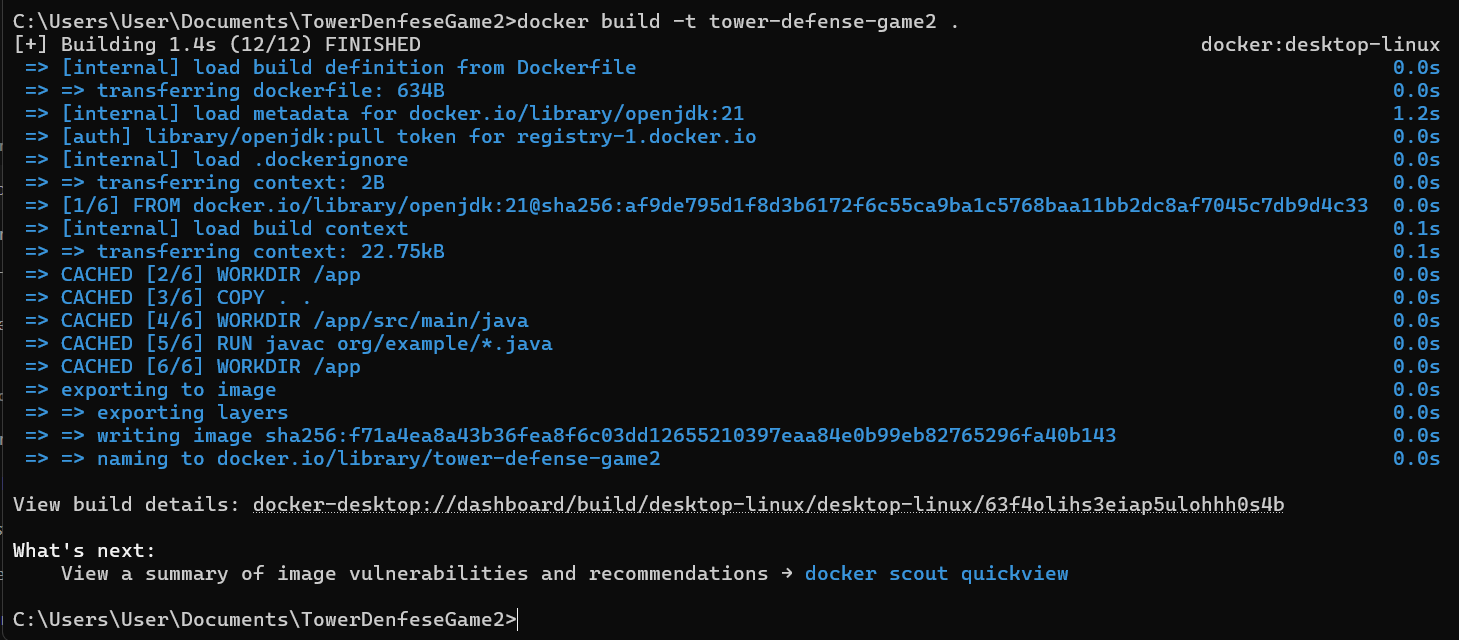 C:\Users\User\Documents\TowerDenfeseGame2>docker build -t tower-defense-game2 .
[+] Building 1.4s (12/12) FINISHED docker:desktop-linux
=> [internal] load build definition from Dockerfile 0.0s
=> => transferring dockerfile: 634B 0.0s
=> [internal] load metadata for docker.io/library/openjdk:21 1.2s
=> [auth] library/openjdk:pull token for registry-1.docker.io 0.0s
=> [internal] load .dockerignore 0.0s
=> => transferring context: 2B 0.0s
=> [1/6] FROM docker.io/library/openjdk:21@sha256:af9de795d1f8d3b6172f6c55ca9ba1c5768baa11bb2dc8af7045c7db9d4c33 0.0s
=> [internal] load build context 0.1s
=> => transferring context: 22.75kB 0.1s
=> CACHED [2/6] WORKDIR /app 0.0s
=> CACHED [3/6] COPY . . 0.0s
=> CACHED [4/6] WORKDIR /app/src/main/java 0.0s
=> CACHED [5/6] RUN javac org/example/*.java 0.0s
=> CACHED [6/6] WORKDIR /app 0.0s
=> exporting to image 0.0s
=> => exporting layers 0.0s
=> => writing image sha256:f71a4ea8a43b36fea8f6c03dd12655210397eaa84e0b99eb82765296fa40b143 0.0s
=> => naming to docker.io/library/tower-defense-game2 0.0s
View build details: docker-desktop://dashboard/build/desktop-linux/desktop-linux/63f4olihs3eiap5ulohhh0s4b
What's next:
View a summary of image vulnerabilities and recommendations → docker scout quickview
C:\Users\User\Documents\TowerDenfeseGame2>